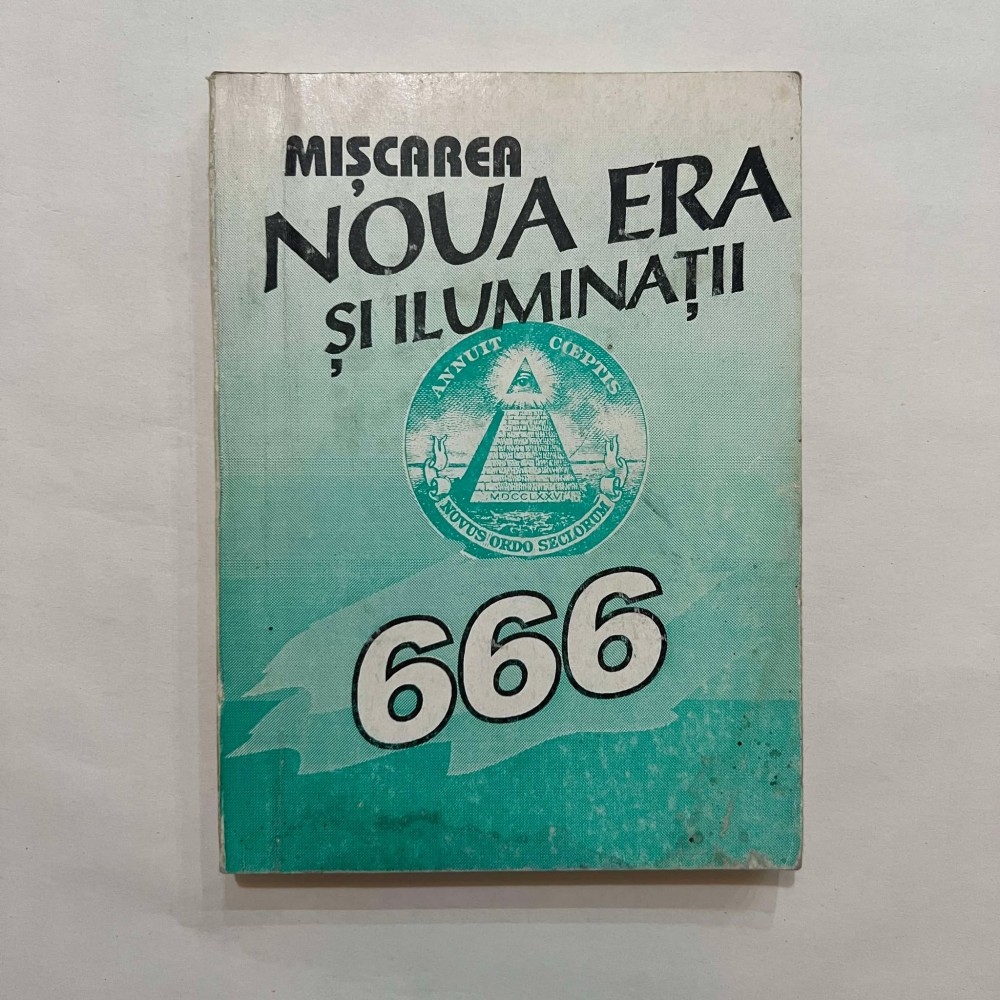 MIȘCAREA
NOUA ERA
ȘI ILUMINAȚII
ANNUIT CŒPTIS
MDCCLXXVI
NOVUS ORDO SECLORUM
666